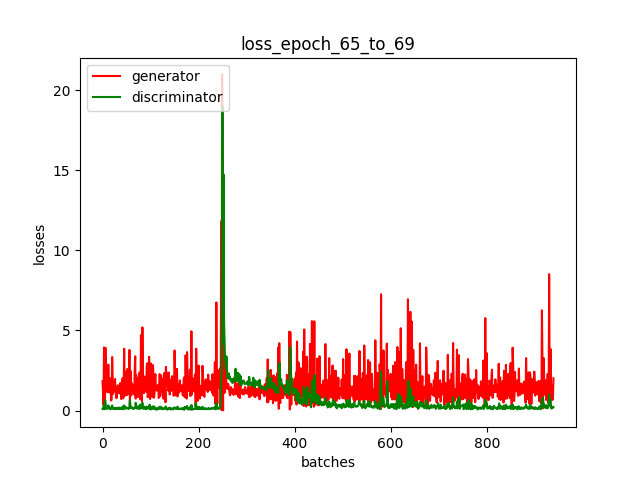 loss_epoch_65_to_69
generator
discriminator
losses
20
15
10
5
0
0 200 400 600 800
batches